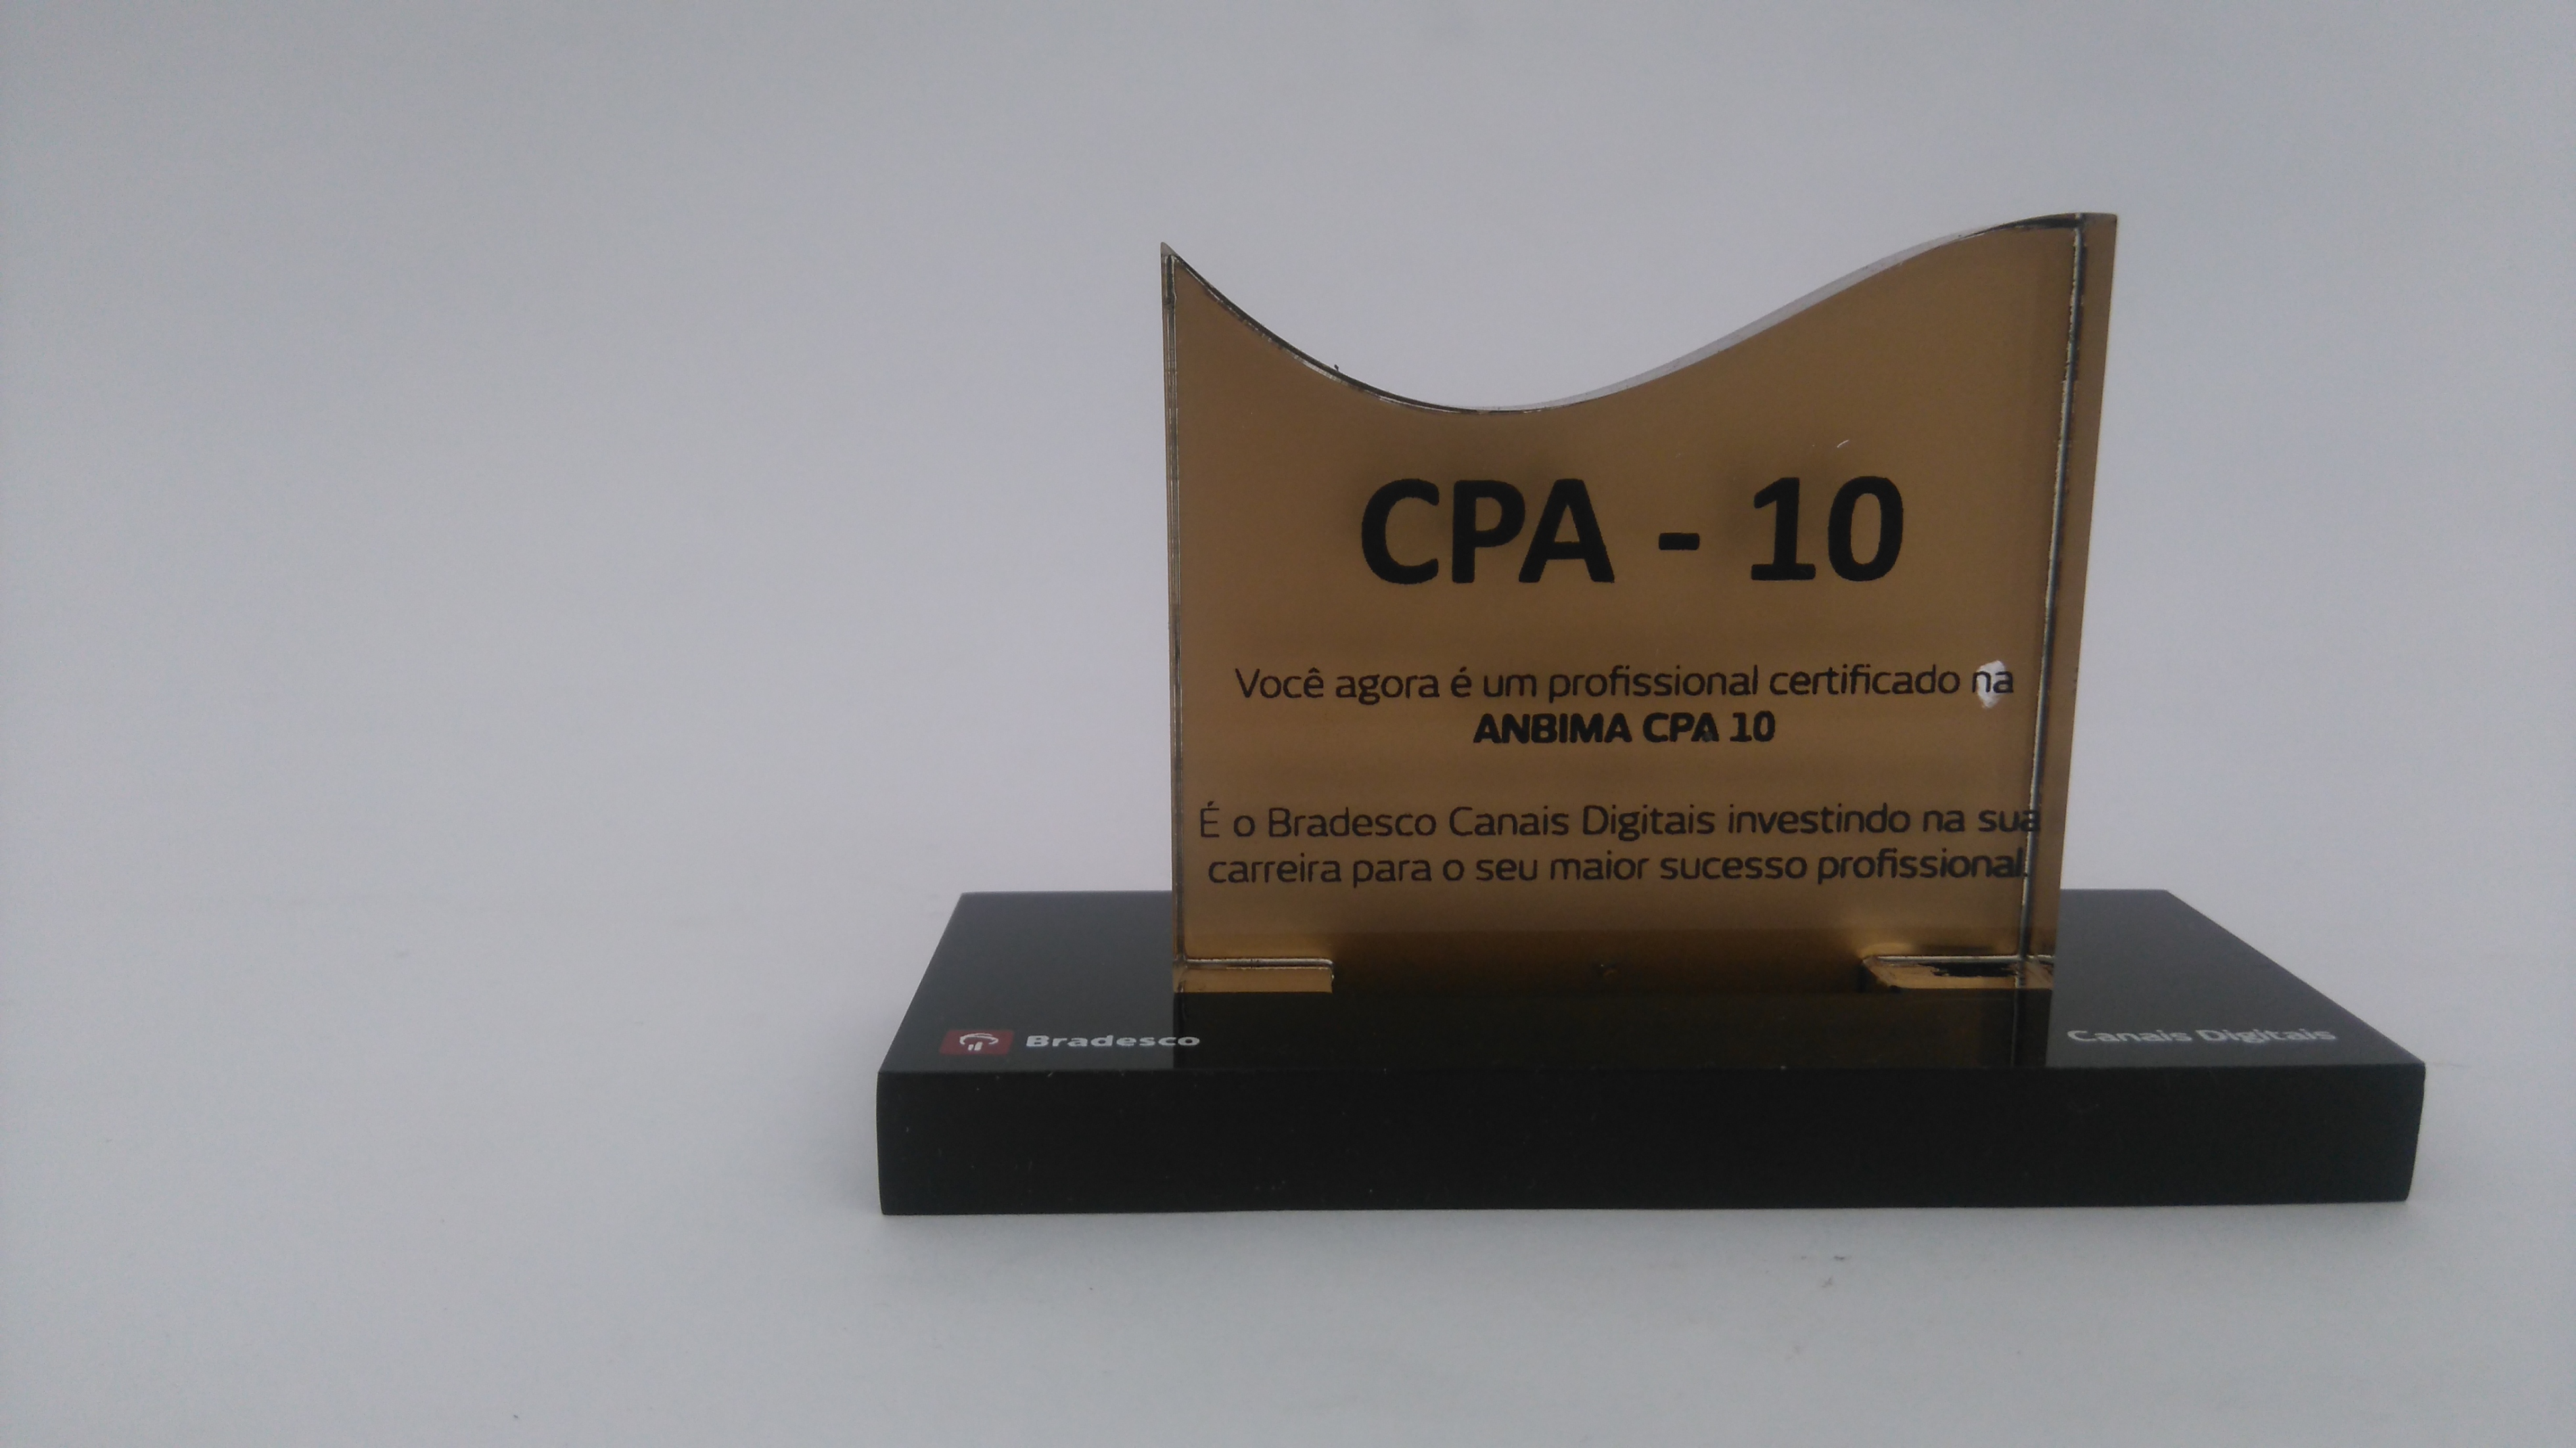 CPA - 10
Você agora é um profissional certificado na
ANBIMA CPA 10
É o Bradesco Canais Digitais investindo na sua
carreira para o seu maior sucesso profissional.
Bradesco
Canais Digitais